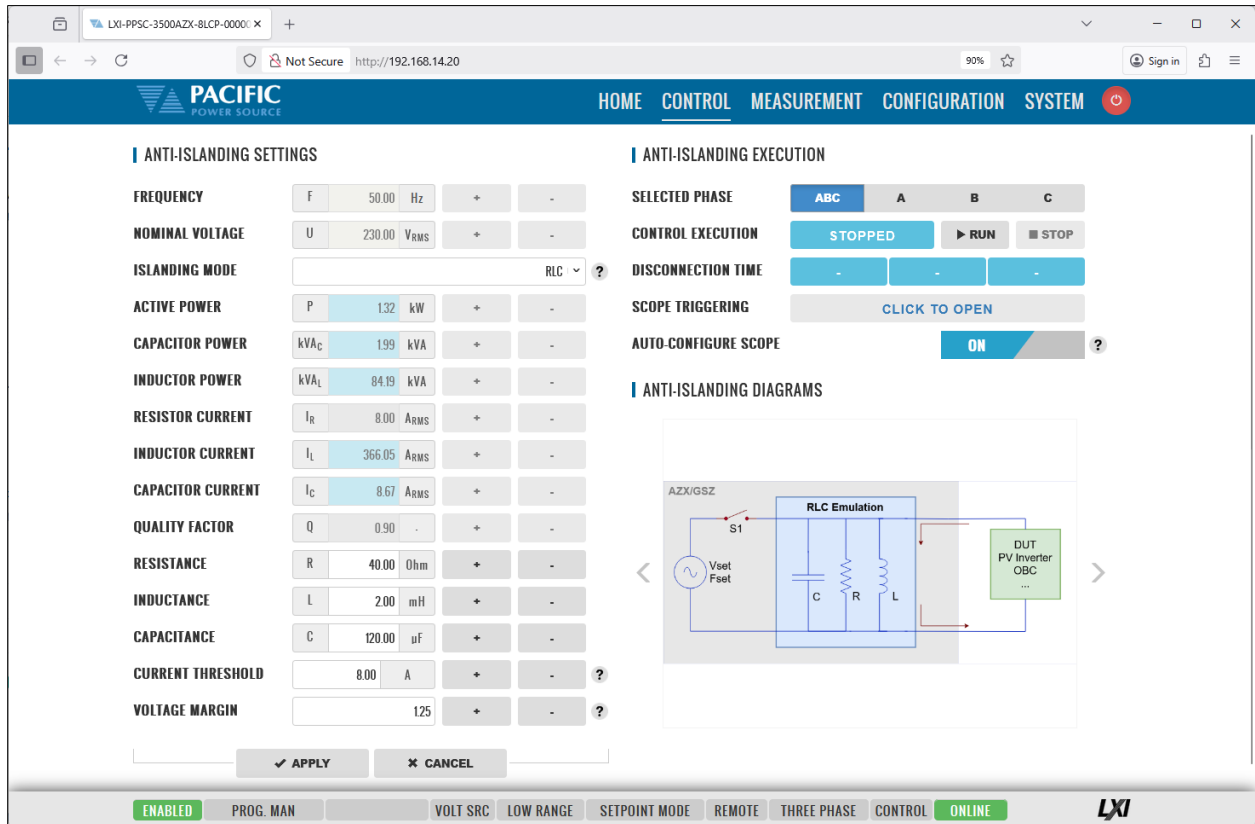 LXI-PPSC-3500AZX-8LCP-0000
Not Secure http://192.168.14.20 90% Sign in
PACIFIC
POWER SOURCE
HOME CONTROL MEASUREMENT CONFIGURATION SYSTEM
ANTI-ISLANDING SETTINGS
FREQUENCY F 50.00 Hz + -
NOMINAL VOLTAGE U 230.00 VRMS + -
ISLANDING MODE RLC ?
ACTIVE POWER P 1.32 kW + -
CAPACITOR POWER kVAC 1.99 kVA + -
INDUCTOR POWER kVAL 84.19 kVA + -
RESISTOR CURRENT IR 8.00 ARMS + -
INDUCTOR CURRENT IL 366.05 ARMS + -
CAPACITOR CURRENT IC 8.67 ARMS + -
QUALITY FACTOR Q 0.90 . + -
RESISTANCE R 40.00 Ohm + -
INDUCTANCE L 2.00 mH + -
CAPACITANCE C 120.00 µF + -
CURRENT THRESHOLD 8.00 A + - ?
VOLTAGE MARGIN 1.25 + - ?
APPLY CANCEL
ANTI-ISLANDING EXECUTION
SELECTED PHASE ABC A B C
CONTROL EXECUTION STOPPED RUN STOP
DISCONNECTION TIME - - -
SCOPE TRIGGERING CLICK TO OPEN
AUTO-CONFIGURE SCOPE ON ?
ANTI-ISLANDING DIAGRAMS
AZX/GSZ
RLC Emulation
S1
Vset
Fset
C R L
DUT
PV Inverter
OBC
...
ENABLED PROG. MAN VOLT SRC LOW RANGE SETPOINT MODE REMOTE THREE PHASE CONTROL ONLINE LXI